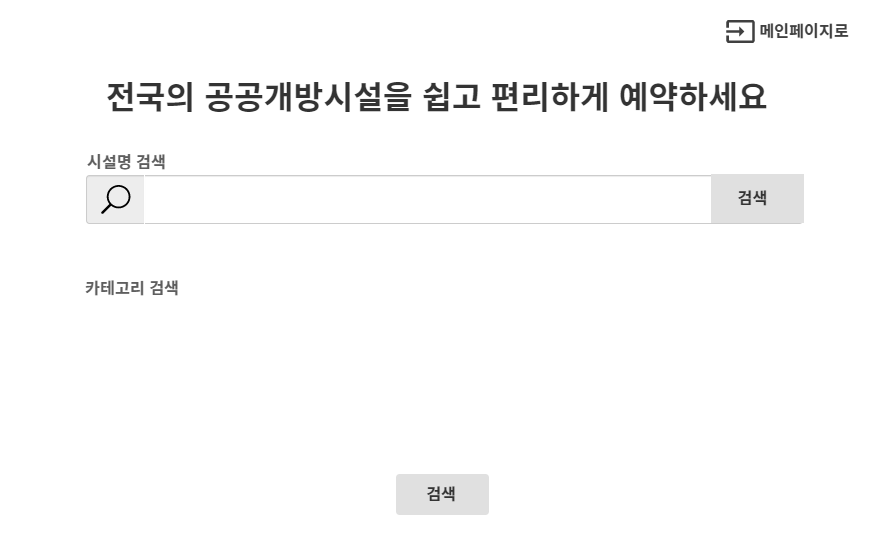 메인페이지로
전국의 공공개방시설을 쉽고 편리하게 예약하세요
시설명 검색
검색
카테고리 검색
검색